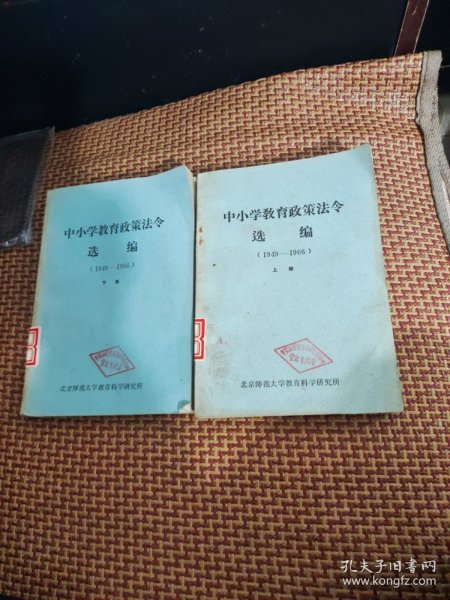 中小学教育政策法令
选 编
(1949—1966)
下 册
北京师范大学教育科学研究所
中小学教育政策法令
选 编
(1949—1966)
上 册
北京师范大学教育科学研究所
孔夫子旧书网
www.kongfz.com